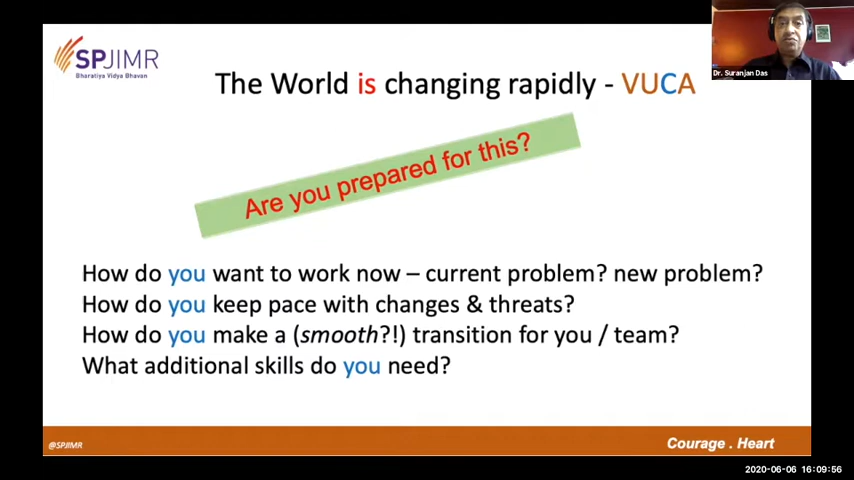 SPJIMR
Bharatiya Vidya Bhavan
The World is changing rapidly - VUCA
Dr. Suranjan Das
Are you prepared for this?
How do you want to work now – current problem? new problem?
How do you keep pace with changes & threats?
How do you make a (smooth?!) transition for you / team?
What additional skills do you need?
@SPJIMR
Courage . Heart
2020-06-06 16:09:56